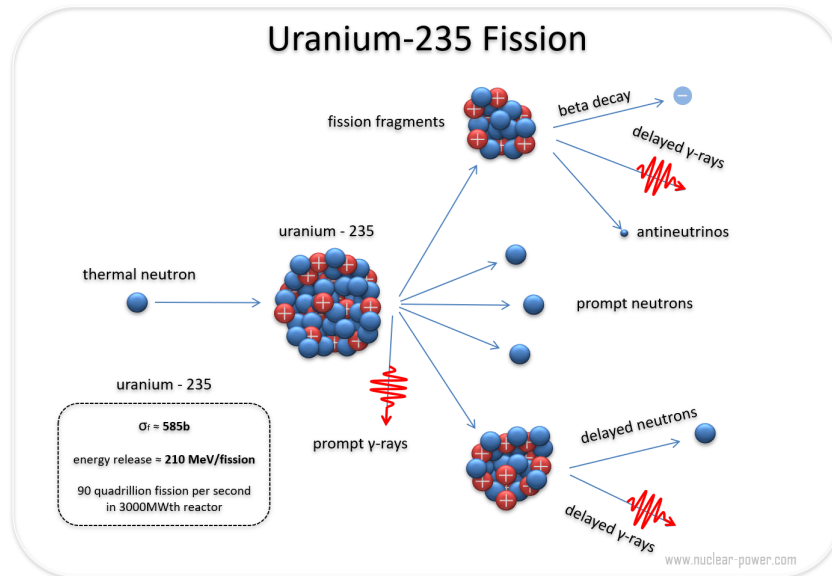 Uranium-235 Fission
fission fragments
beta decay
−
delayed γ-rays
antineutrinos
uranium - 235
thermal neutron
prompt neutrons
prompt γ-rays
delayed neutrons
delayed γ-rays
uranium - 235
σf ≈ 585b
energy release ≈ 210 MeV/fission
90 quadrillion fission per second
in 3000MWth reactor
www.nuclear-power.com